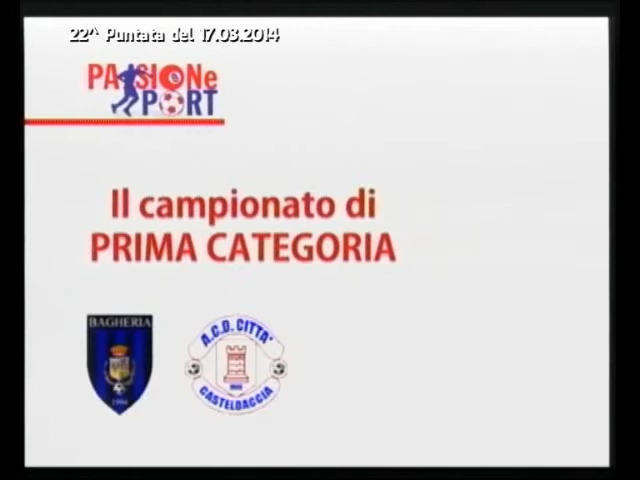 22^ Puntata del 17.03.2014
PASSIONe
SPORT
Il campionato di
PRIMA CATEGORIA
BAGHERIA
A.C.D. CITTA'
CASTELDACCIA